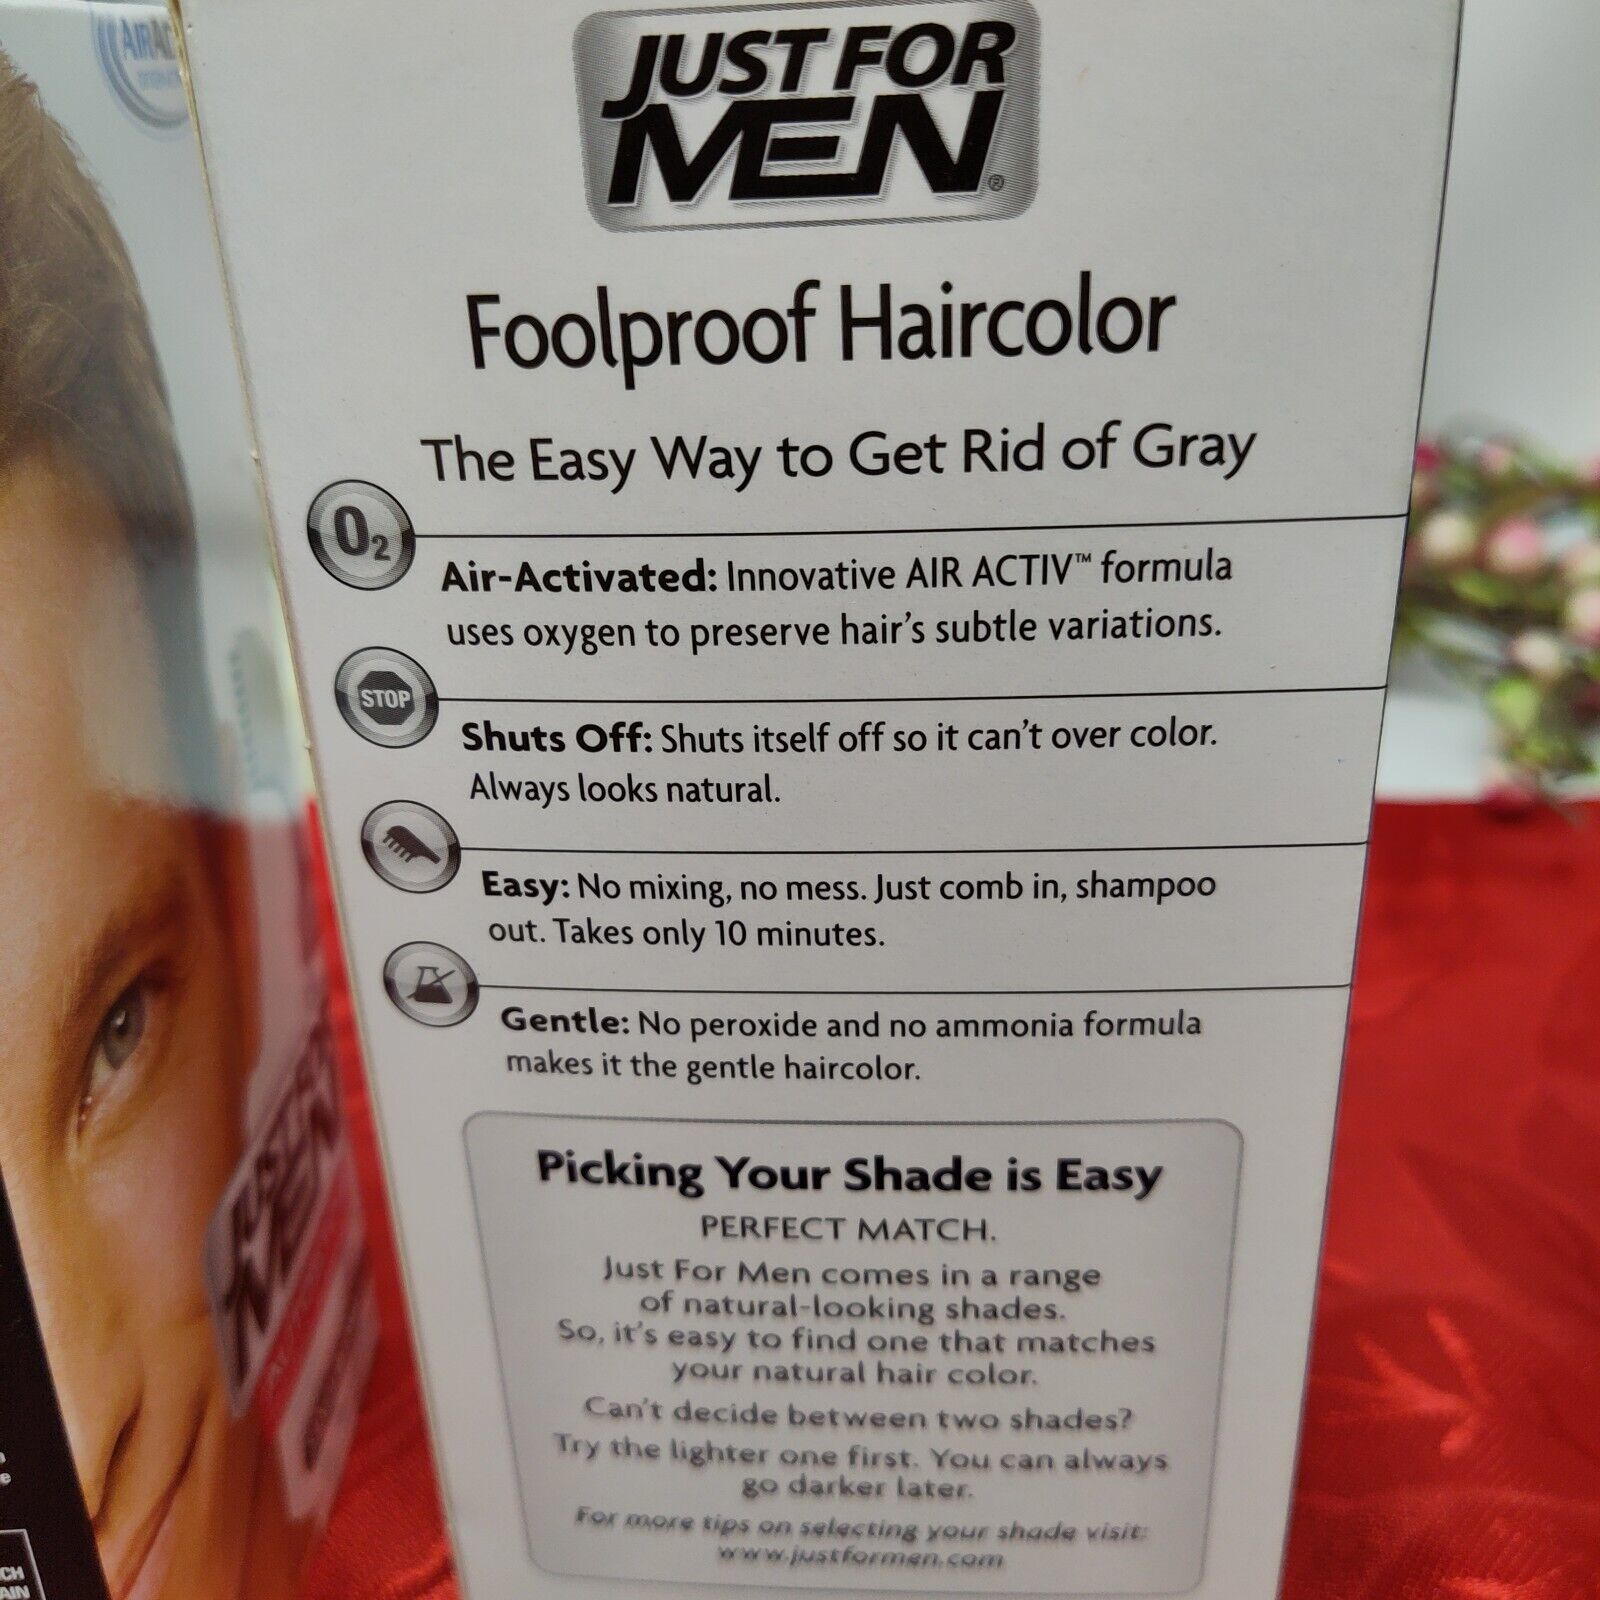 JUST FOR
MEN®
Foolproof Haircolor
The Easy Way to Get Rid of Gray
O2
Air-Activated: Innovative AIR ACTIV™ formula
uses oxygen to preserve hair's subtle variations.
STOP
Shuts Off: Shuts itself off so it can't over color.
Always looks natural.
Easy: No mixing, no mess. Just comb in, shampoo
out. Takes only 10 minutes.
Gentle: No peroxide and no ammonia formula
makes it the gentle haircolor.
Picking Your Shade is Easy
PERFECT MATCH.
Just For Men comes in a range
of natural-looking shades.
So, it's easy to find one that matches
your natural hair color.
Can't decide between two shades?
Try the lighter one first. You can always
go darker later.
For more tips on selecting your shade visit:
www.justformen.com
JUST FOR
MEN